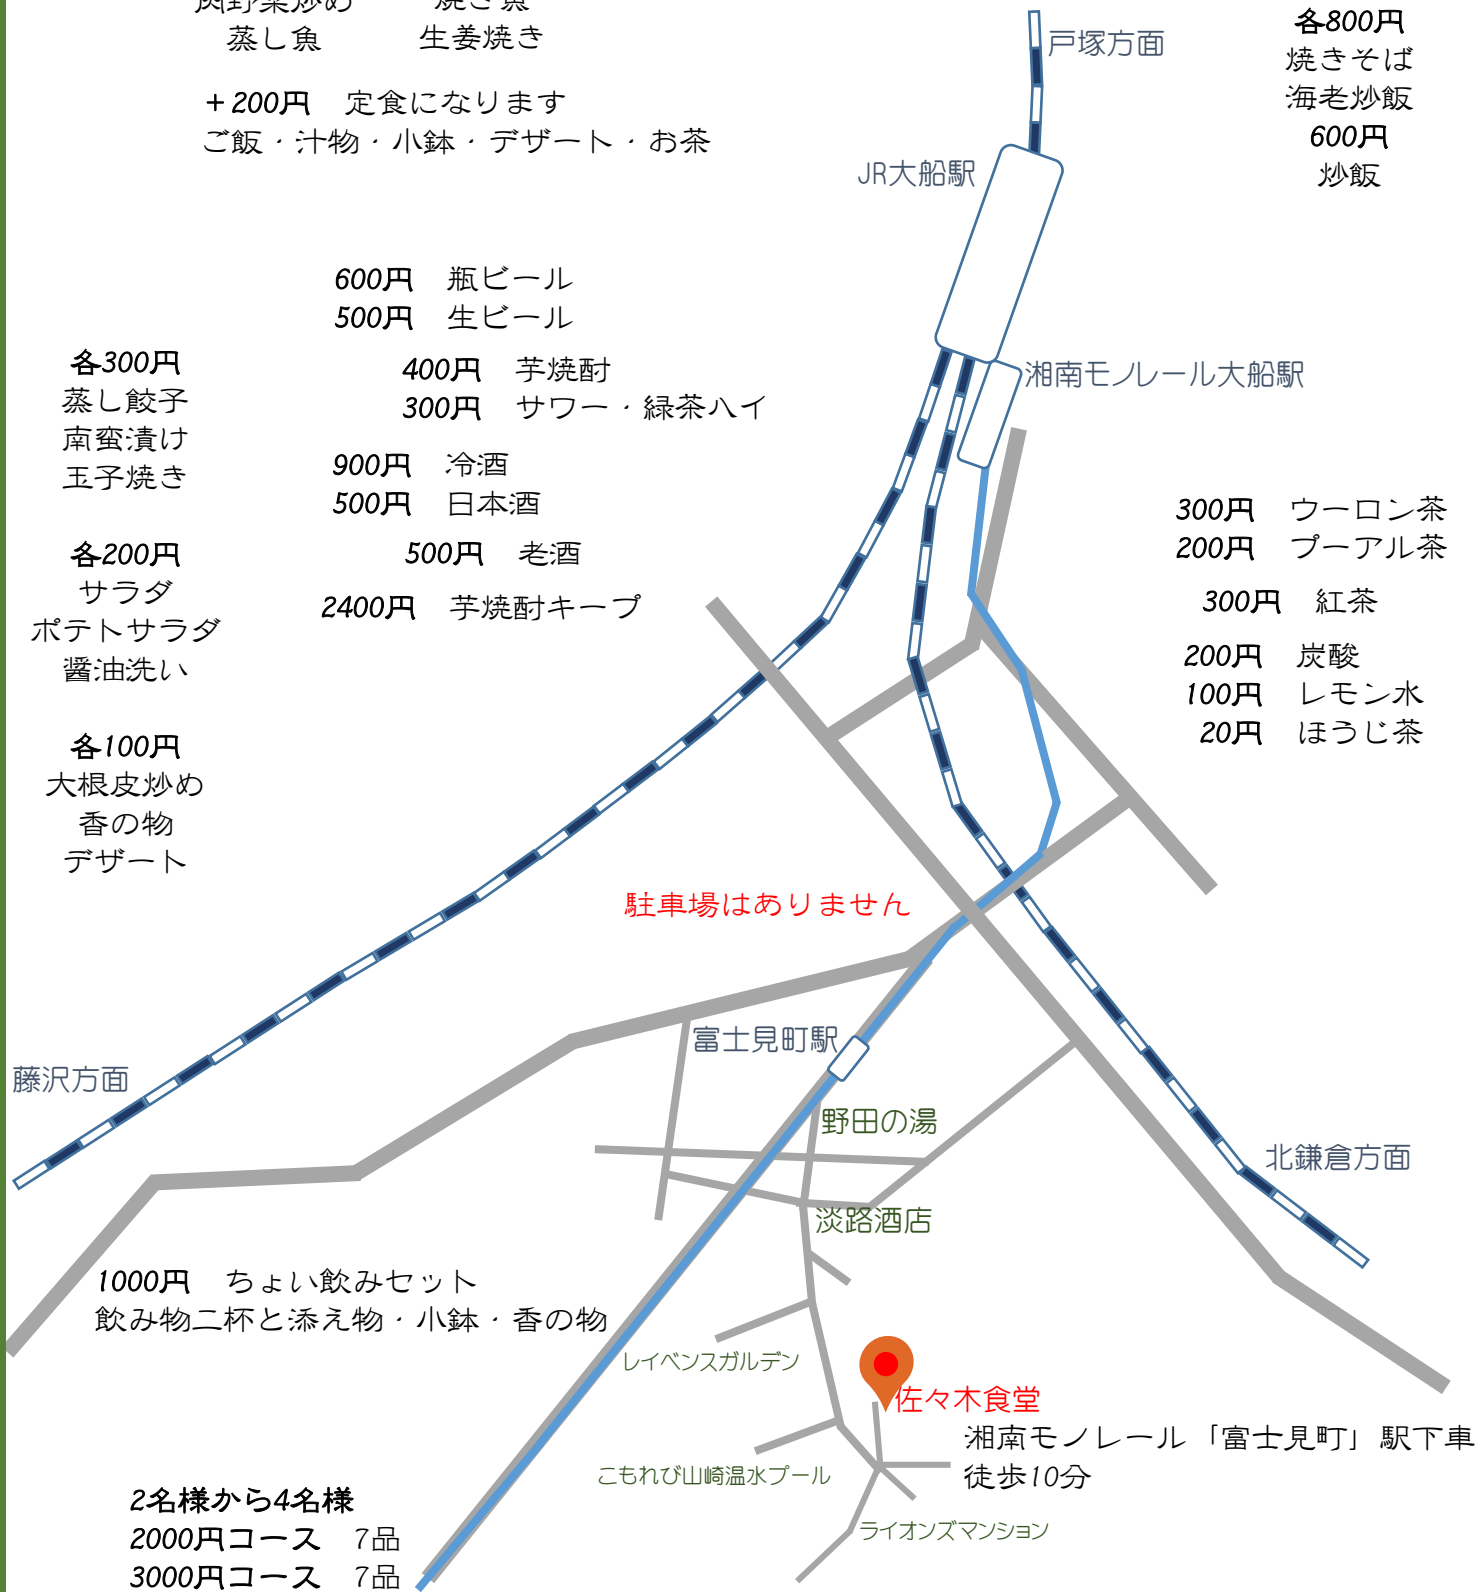 肉野菜炒め　焼き魚
蒸し魚　生姜焼き
+200円　定食になります
ご飯・汁物・小鉢・デザート・お茶
各800円
焼きそば
海老炒飯
600円
炒飯
戸塚方面
JR大船駅
湘南モノレール大船駅
600円　瓶ビール
500円　生ビール
400円　芋焼酎
300円　サワー・緑茶ハイ
900円　冷酒
500円　日本酒
500円　老酒
2400円　芋焼酎キープ
各300円
蒸し餃子
南蛮漬け
玉子焼き
各200円
サラダ
ポテトサラダ
醤油洗い
各100円
大根皮炒め
香の物
デザート
300円　ウーロン茶
200円　プーアル茶
300円　紅茶
200円　炭酸
100円　レモン水
20円　ほうじ茶
駐車場はありません
富士見町駅
藤沢方面
野田の湯
北鎌倉方面
淡路酒店
1000円　ちょい飲みセット
飲み物二杯と添え物・小鉢・香の物
レイベンスガルデン
佐々木食堂
湘南モノレール「富士見町」駅下車
徒歩10分
こもれび山崎温水プール
ライオンズマンション
2名様から4名様
2000円コース　7品
3000円コース　7品